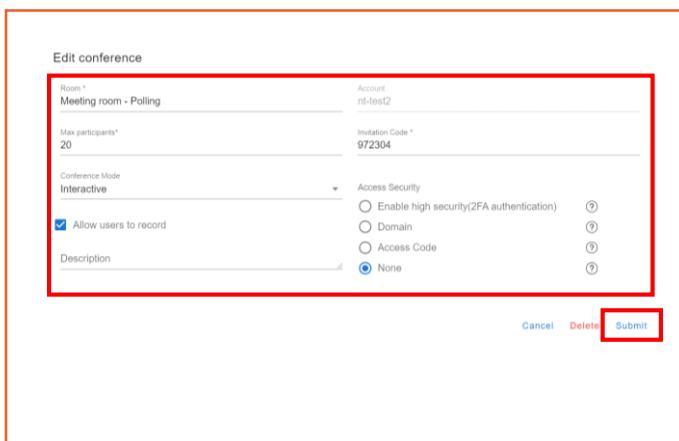 Edit conference
Room *
Meeting room - Polling
Account
nt-test2
Max participants*
20
Invitation Code *
972304
Conference Mode
Interactive
Access Security
Enable high security(2FA authentication)
Allow users to record
Domain
Access Code
Description
None
Cancel Delete Submit